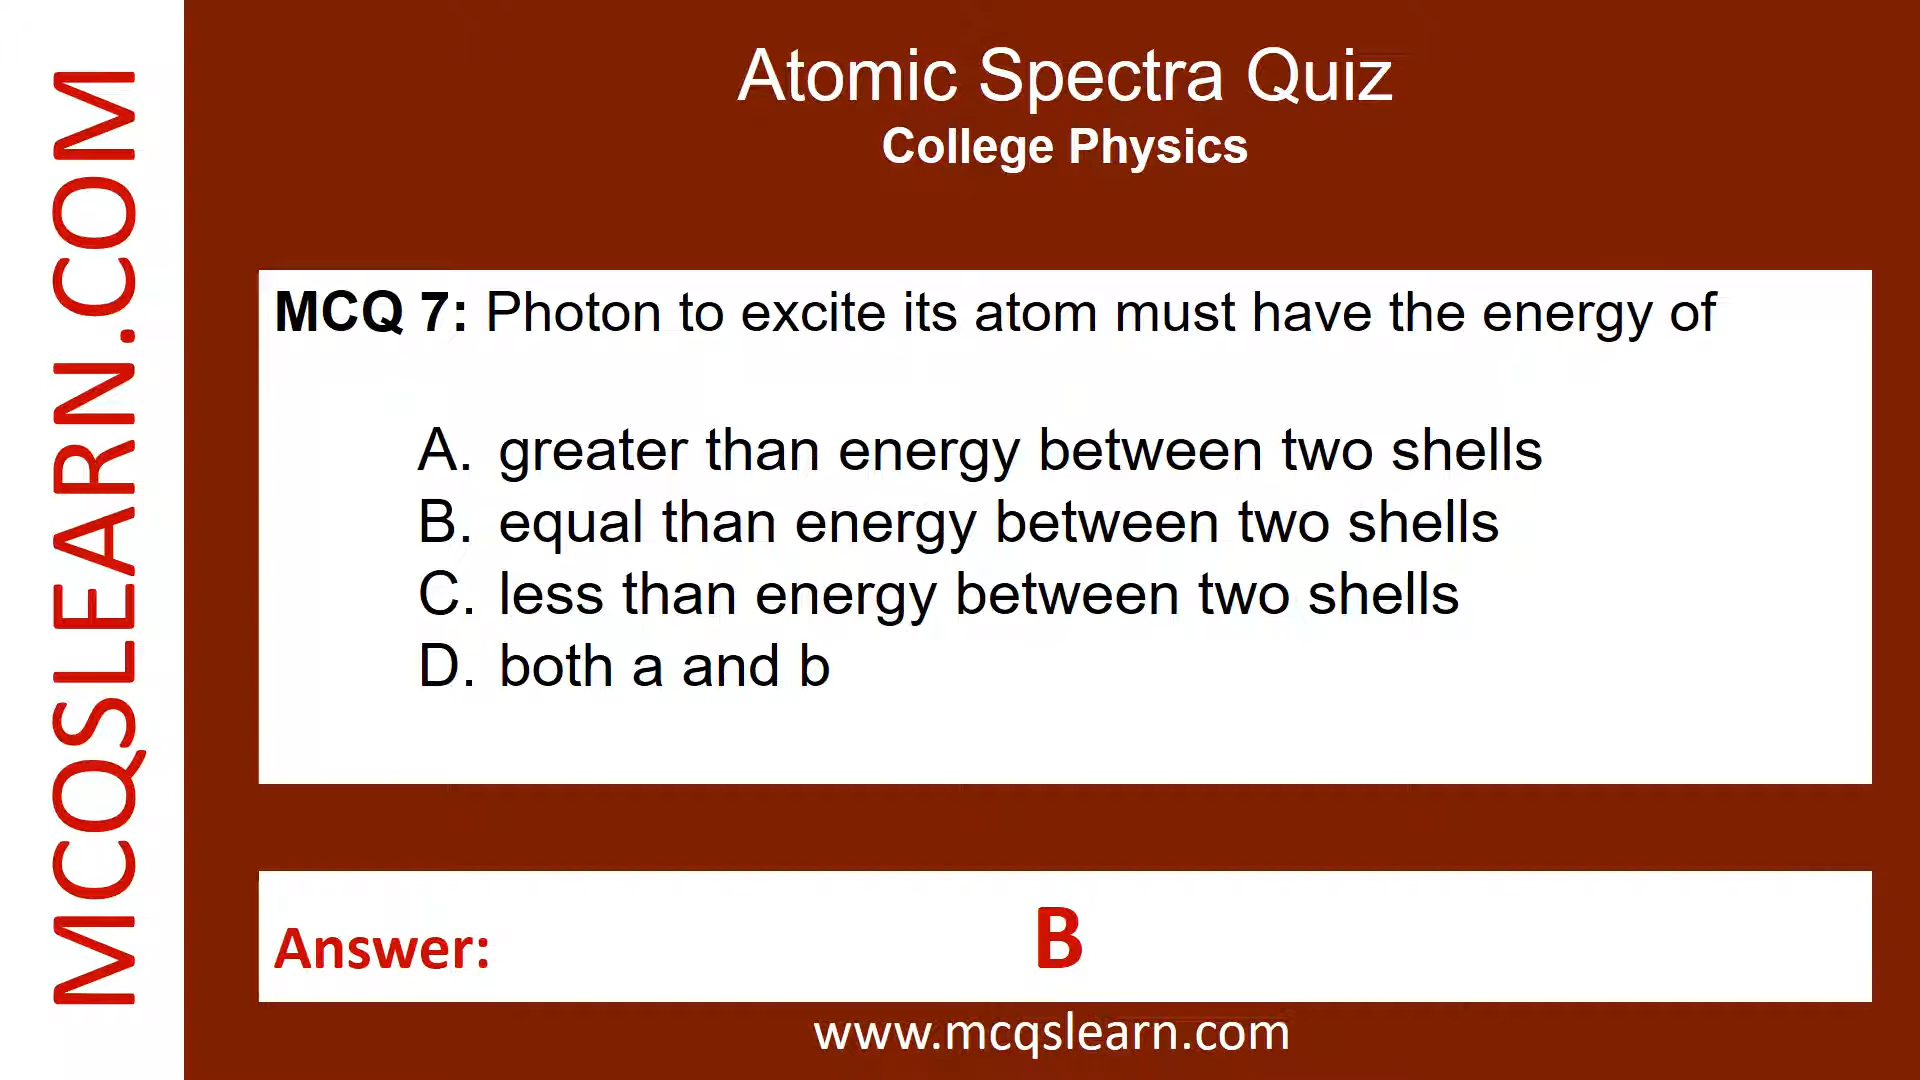 MCQSLEARN.COM
Atomic Spectra Quiz
College Physics
MCQ 7: Photon to excite its atom must have the energy of
A. greater than energy between two shells
B. equal than energy between two shells
C. less than energy between two shells
D. both a and b
Answer: B
www.mcqslearn.com